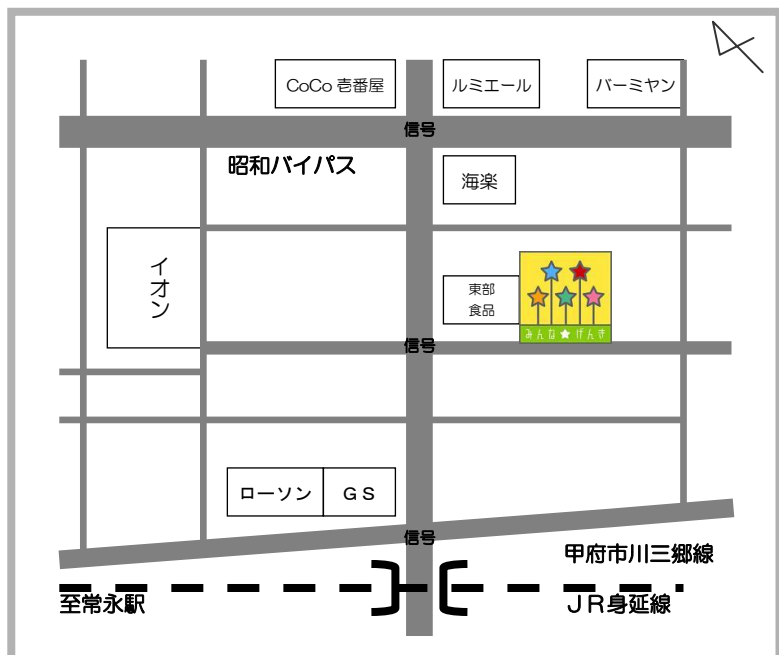 CoCo 壱番屋
ルミエール
バーミヤン
信号
昭和バイパス
海楽
イオン
東部
食品
みんな★げんき
信号
ローソン
ＧＳ
信号
甲府市川三郷線
至常永駅
ＪＲ身延線